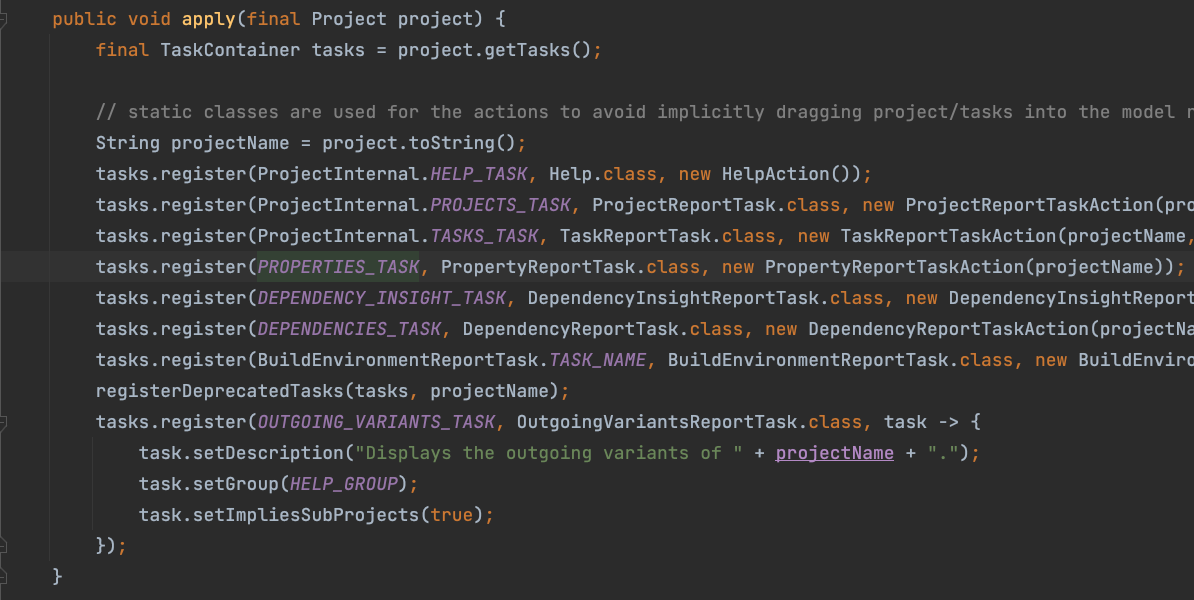 public void apply(final Project project) {
final TaskContainer tasks = project.getTasks();
// static classes are used for the actions to avoid implicitly dragging project/tasks into the model
String projectName = project.toString();
tasks.register(ProjectInternal.HELP_TASK, Help.class, new HelpAction());
tasks.register(ProjectInternal.PROJECTS_TASK, ProjectReportTask.class, new ProjectReportTaskAction(pro
tasks.register(ProjectInternal.TASKS_TASK, TaskReportTask.class, new TaskReportTaskAction(projectName,
tasks.register(PROPERTIES_TASK, PropertyReportTask.class, new PropertyReportTaskAction(projectName));
tasks.register(DEPENDENCY_INSIGHT_TASK, DependencyInsightReportTask.class, new DependencyInsightReport
tasks.register(DEPENDENCIES_TASK, DependencyReportTask.class, new DependencyReportTaskAction(projectNa
tasks.register(BuildEnvironmentReportTask.TASK_NAME, BuildEnvironmentReportTask.class, new BuildEnviro
registerDeprecatedTasks(tasks, projectName);
tasks.register(OUTGOING_VARIANTS_TASK, OutgoingVariantsReportTask.class, task -> {
task.setDescription("Displays the outgoing variants of " + projectName + ".");
task.setGroup(HELP_GROUP);
task.setImpliesSubProjects(true);
});
}